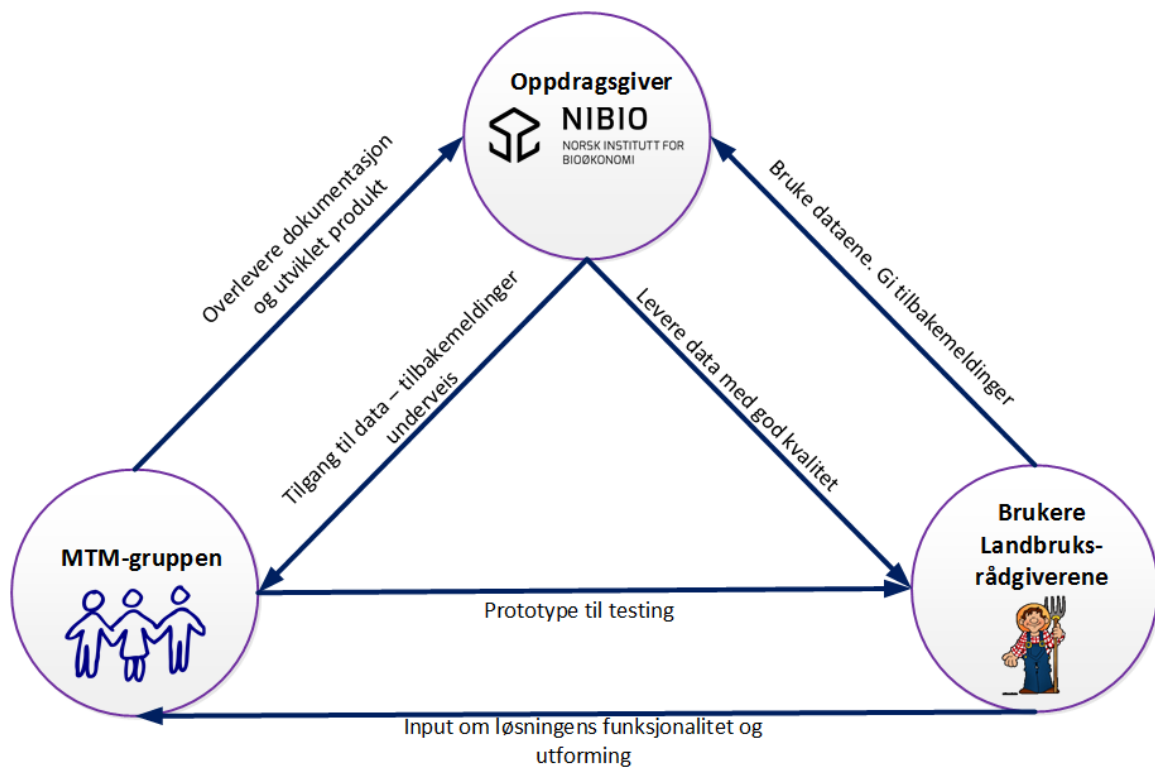 Oppdragsgiver
NIBIO
NORSK INSTITUTT FOR
BIOØKONOMI
Overlevere dokumentasjon
og utviklet produkt
Bruke dataene. Gi tilbakemeldinger
Tilgang til data – tilbakemeldinger
underveis
Levere data med god kvalitet
MTM-gruppen
Brukere
Landbruks-
rådgiverene
Prototype til testing
Input om løsningens funksjonalitet og
utforming